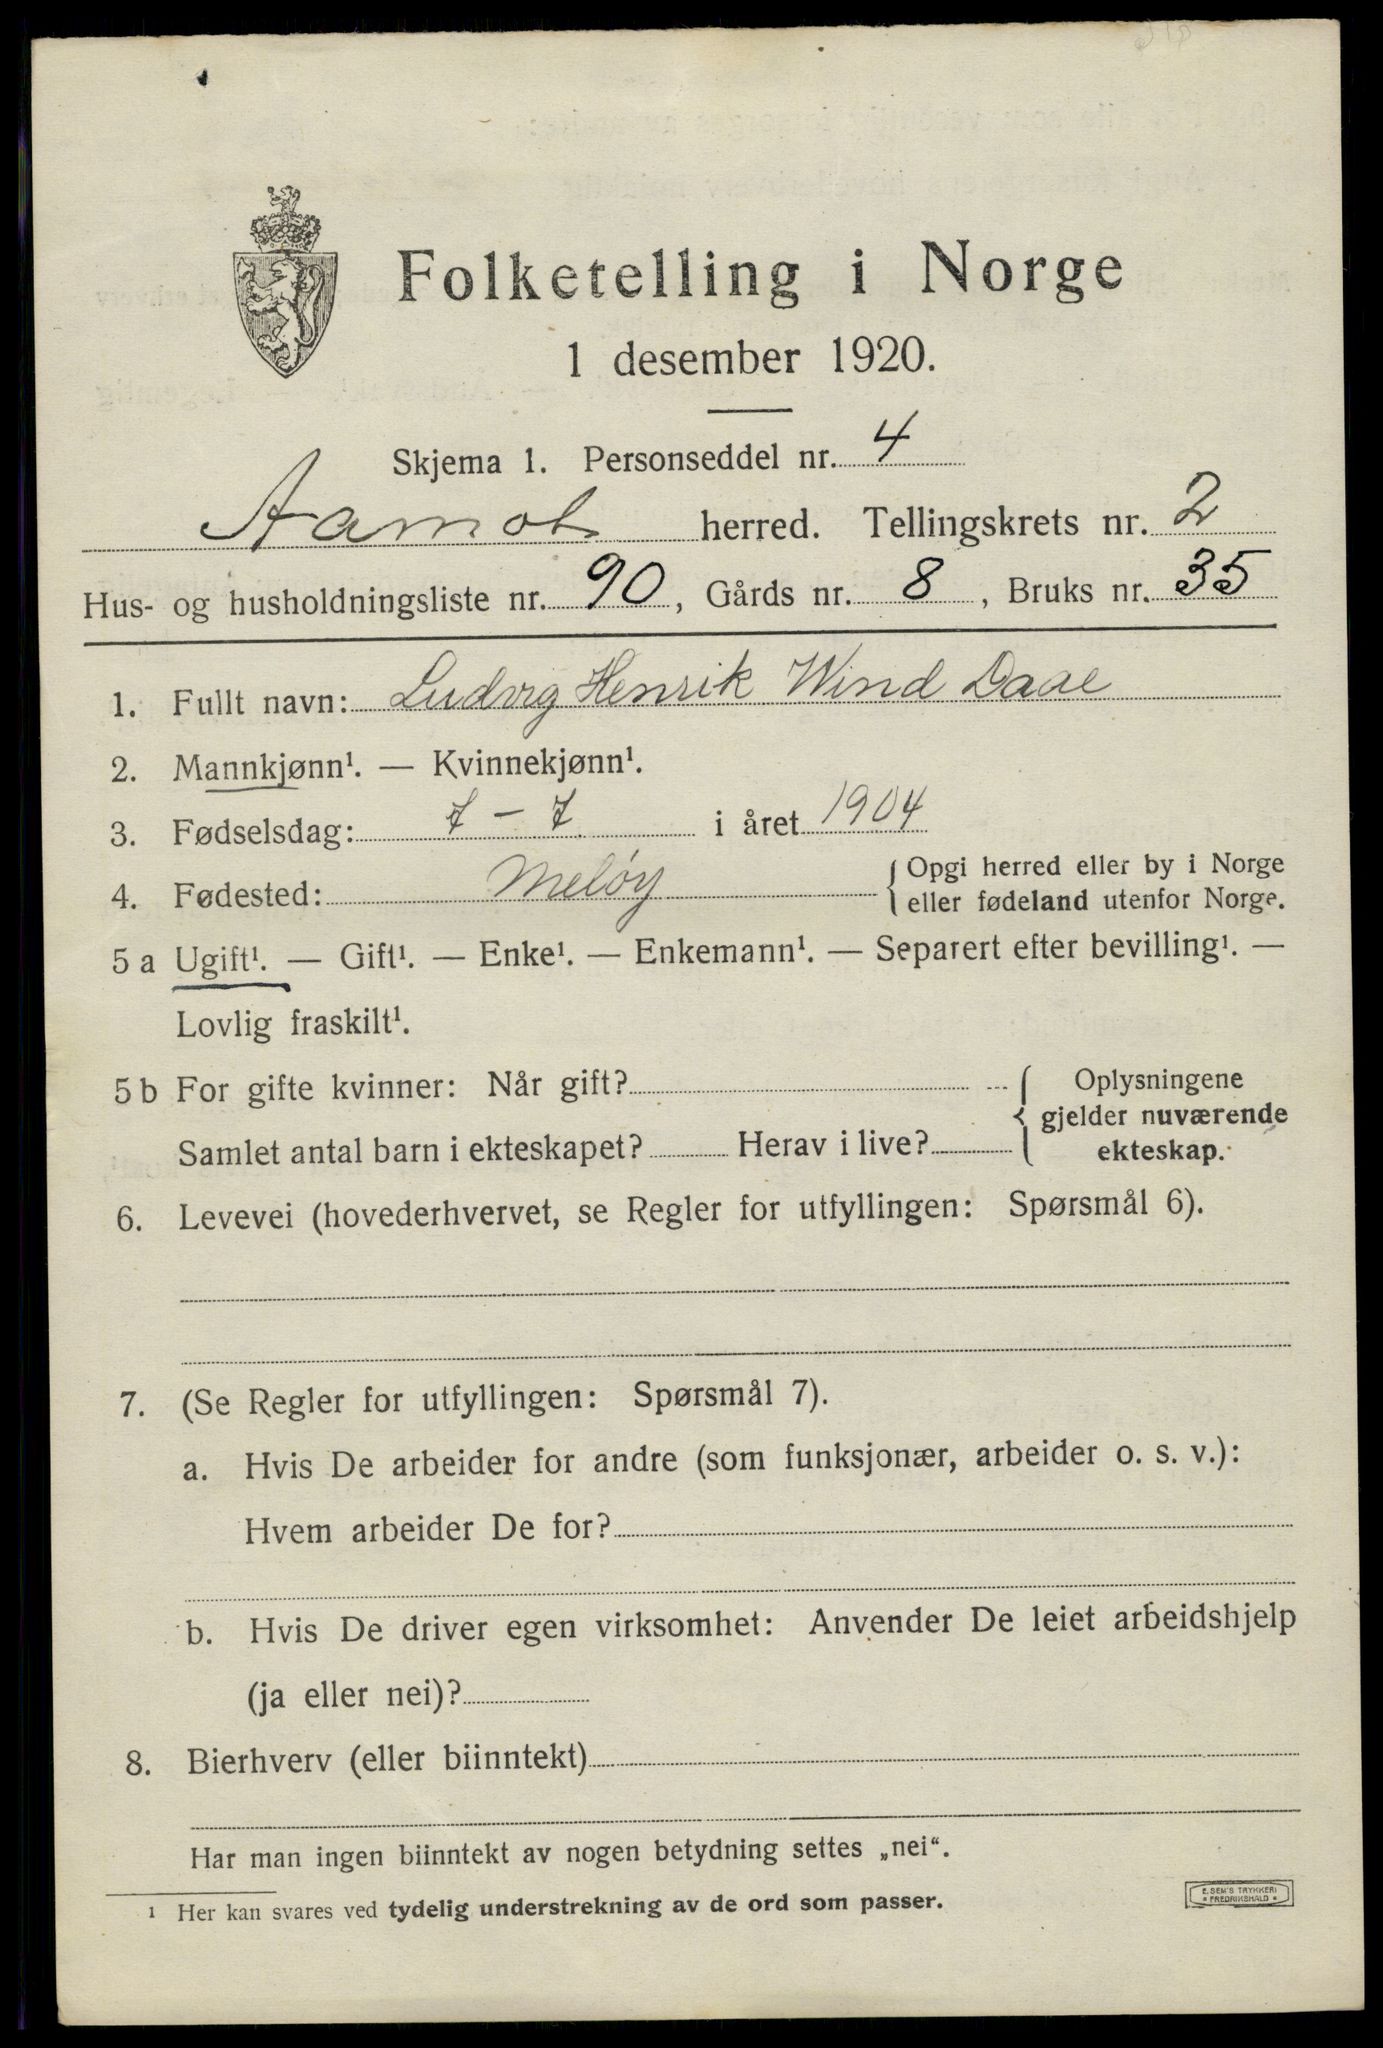 Folketelling i Norge
1 desember 1920.
Skjema 1. Personseddel nr. 4
Aamot herred. Tellingskrets nr. 2
Hus- og husholdningsliste nr. 90, Gårds nr. 8, Bruks nr. 35
1. Fullt navn: Ludvig Henrik Wind Daae
2. Mannkjønn¹. — Kvinnekjønn¹.
3. Fødselsdag: 7 – 7 i året 1904
4. Fødested: Meløy { Opgi herred eller by i Norge
eller fødeland utenfor Norge.
5 a Ugift¹. — Gift¹. — Enke¹. — Enkemann¹. — Separert efter bevilling¹. —
Lovlig fraskilt¹.
5 b For gifte kvinner: Når gift? { Oplysningene
gjelder nuværende
Samlet antal barn i ekteskapet? Herav i live? ekteskap.
6. Levevei (hovederhvervet, se Regler for utfyllingen: Spørsmål 6).
7. (Se Regler for utfyllingen: Spørsmål 7).
a. Hvis De arbeider for andre (som funksjonær, arbeider o. s. v.):
Hvem arbeider De for?
b. Hvis De driver egen virksomhet: Anvender De leiet arbeidshjelp
(ja eller nei)?
8. Bierhverv (eller biinntekt)
Har man ingen biinntekt av nogen betydning settes „nei“.
¹ Her kan svares ved tydelig understrekning av de ord som passer.
E. SEM'S TRYKKERI
• FREDRIKSHALD •